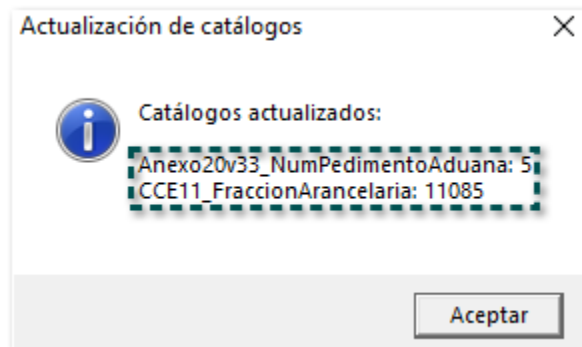 Actualización de catálogos
Catálogos actualizados:
Anexo20v33_NumPedimentoAduana: 5
CCE11_FraccionArancelaria: 11085
Aceptar